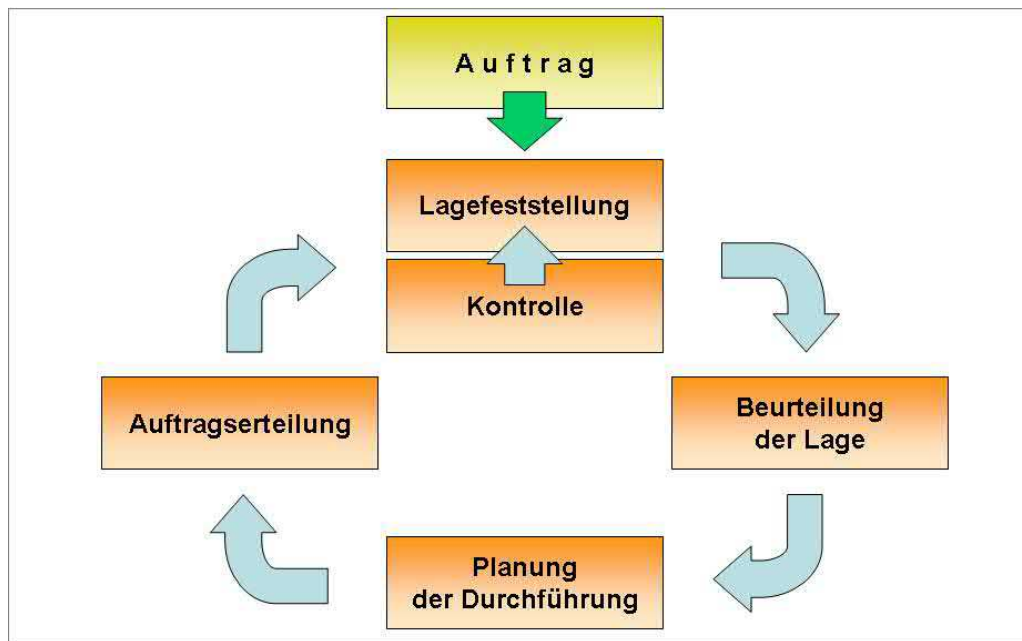 Auftrag
Lagefeststellung
Kontrolle
Auftragserteilung
Beurteilung
der Lage
Planung
der Durchführung